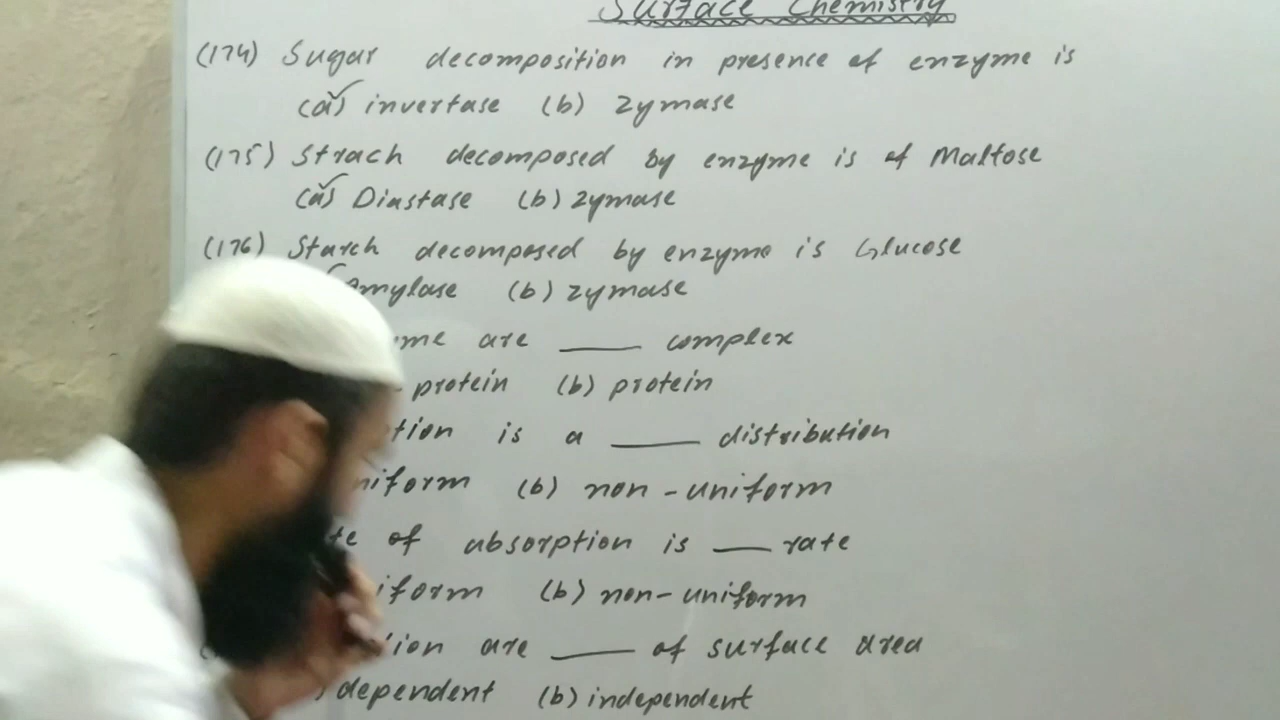 Surface Chemistry
(174) Sugar decomposition in presence of enzyme is
(a) invertase (b) zymase
(175) Strach decomposed by enzyme is of Maltose
(a) Diastase (b) zymase
(176) Starch decomposed by enzyme is Glucose
Amylase (b) zymase
me are ____ complex
- protein (b) protein
tion is a ____ distribution
niform (b) non-uniform
te of absorption is ___ rate
iform (b) non-uniform
ion are ____ of surface area
) dependent (b) independent